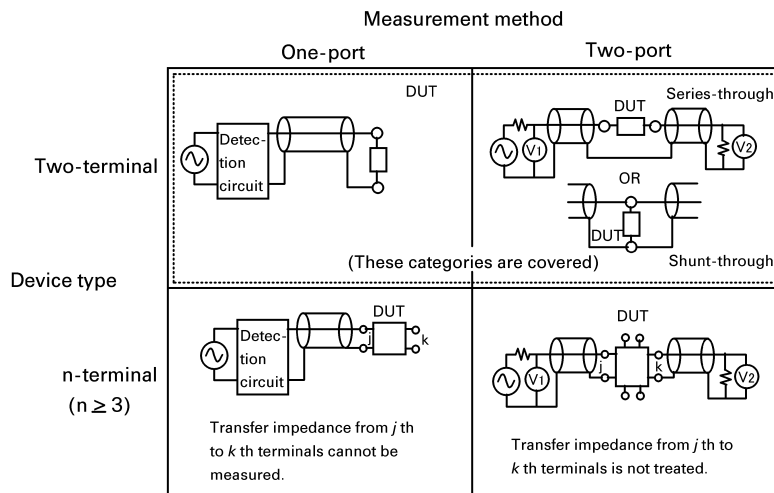 Measurement method
One-port
Two-port
Device type
Two-terminal
DUT
Detec-
tion
circuit
Series-through
DUT
V1
V2
OR
DUT
Shunt-through
(These categories are covered)
n-terminal
(n ≥ 3)
DUT
Detec-
tion
circuit
j
k
Transfer impedance from j th
to k th terminals cannot be
measured.
DUT
V1
j
k
V2
Transfer impedance from j th to
k th terminals is not treated.